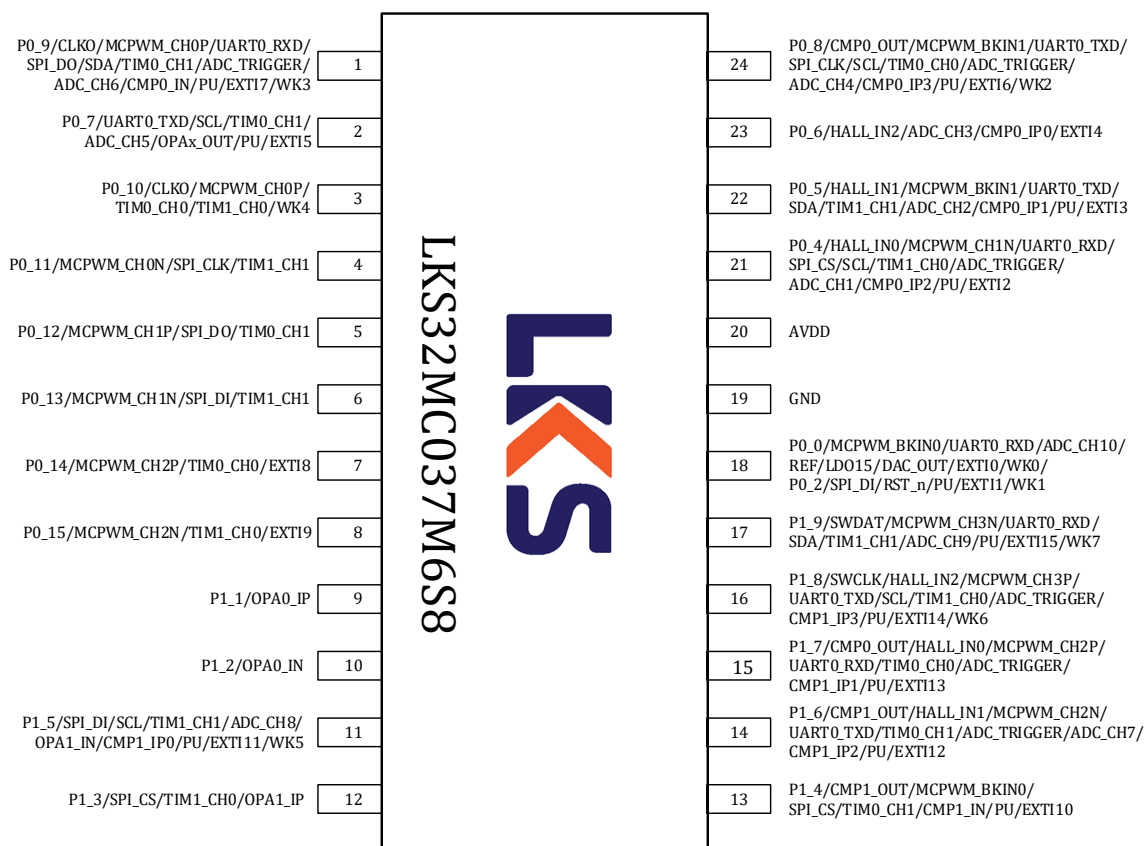 P0_9/CLKO/MCPWM_CH0P/UART0_RXD/
SPI_DO/SDA/TIM0_CH1/ADC_TRIGGER/
ADC_CH6/CMP0_IN/PU/EXTI7/WK3
1
P0_7/UART0_TXD/SCL/TIM0_CH1/
ADC_CH5/OPAx_OUT/PU/EXTI5
2
P0_10/CLKO/MCPWM_CH0P/
TIM0_CH0/TIM1_CH0/WK4
3
P0_11/MCPWM_CH0N/SPI_CLK/TIM1_CH1
4
P0_12/MCPWM_CH1P/SPI_DO/TIM0_CH1
5
P0_13/MCPWM_CH1N/SPI_DI/TIM1_CH1
6
P0_14/MCPWM_CH2P/TIM0_CH0/EXTI8
7
P0_15/MCPWM_CH2N/TIM1_CH0/EXTI9
8
P1_1/OPA0_IP
9
P1_2/OPA0_IN
10
P1_5/SPI_DI/SCL/TIM1_CH1/ADC_CH8/
OPA1_IN/CMP1_IP0/PU/EXTI11/WK5
11
P1_3/SPI_CS/TIM1_CH0/OPA1_IP
12
LKS32MC037M6S8
LKS
24
P0_8/CMP0_OUT/MCPWM_BKIN1/UART0_TXD/
SPI_CLK/SCL/TIM0_CH0/ADC_TRIGGER/
ADC_CH4/CMP0_IP3/PU/EXTI6/WK2
23
P0_6/HALL_IN2/ADC_CH3/CMP0_IP0/EXTI4
22
P0_5/HALL_IN1/MCPWM_BKIN1/UART0_TXD/
SDA/TIM1_CH1/ADC_CH2/CMP0_IP1/PU/EXTI3
21
P0_4/HALL_IN0/MCPWM_CH1N/UART0_RXD/
SPI_CS/SCL/TIM1_CH0/ADC_TRIGGER/
ADC_CH1/CMP0_IP2/PU/EXTI2
20
AVDD
19
GND
18
P0_0/MCPWM_BKIN0/UART0_RXD/ADC_CH10/
REF/LDO15/DAC_OUT/EXTI0/WK0/
P0_2/SPI_DI/RST_n/PU/EXTI1/WK1
17
P1_9/SWDAT/MCPWM_CH3N/UART0_RXD/
SDA/TIM1_CH1/ADC_CH9/PU/EXTI15/WK7
16
P1_8/SWCLK/HALL_IN2/MCPWM_CH3P/
UART0_TXD/SCL/TIM1_CH0/ADC_TRIGGER/
CMP1_IP3/PU/EXTI14/WK6
15
P1_7/CMP0_OUT/HALL_IN0/MCPWM_CH2P/
UART0_RXD/TIM0_CH0/ADC_TRIGGER/
CMP1_IP1/PU/EXTI13
14
P1_6/CMP1_OUT/HALL_IN1/MCPWM_CH2N/
UART0_TXD/TIM0_CH1/ADC_TRIGGER/ADC_CH7/
CMP1_IP2/PU/EXTI12
13
P1_4/CMP1_OUT/MCPWM_BKIN0/
SPI_CS/TIM0_CH1/CMP1_IN/PU/EXTI10